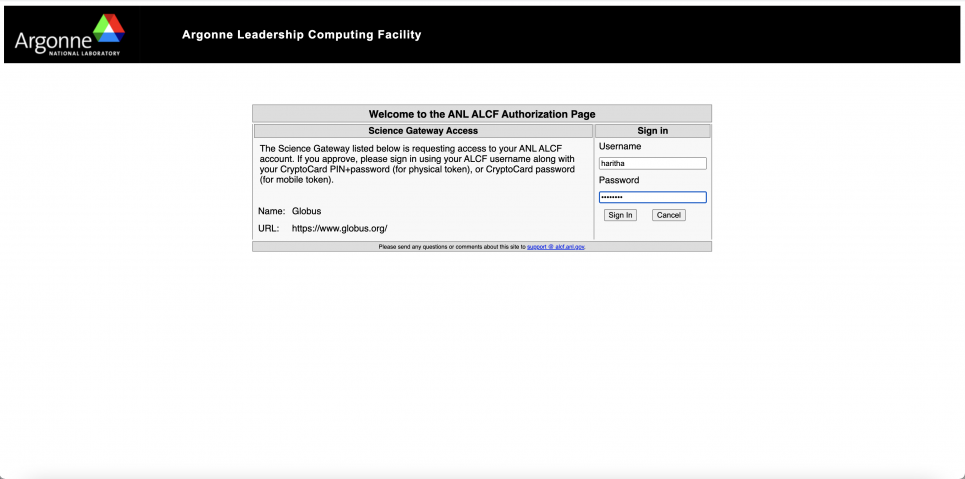 Argonne
NATIONAL LABORATORY
Argonne Leadership Computing Facility
Welcome to the ANL ALCF Authorization Page
Science Gateway Access
The Science Gateway listed below is requesting access to your ANL ALCF
account. If you approve, please sign in using your ALCF username along with
your CryptoCard PIN+password (for physical token), or CryptoCard password
(for mobile token).
Name: Globus
URL: https://www.globus.org/
Sign in
Username
haritha
Password
••••••••
Sign In Cancel
Please send any questions or comments about this site to support @ alcf.anl.gov.